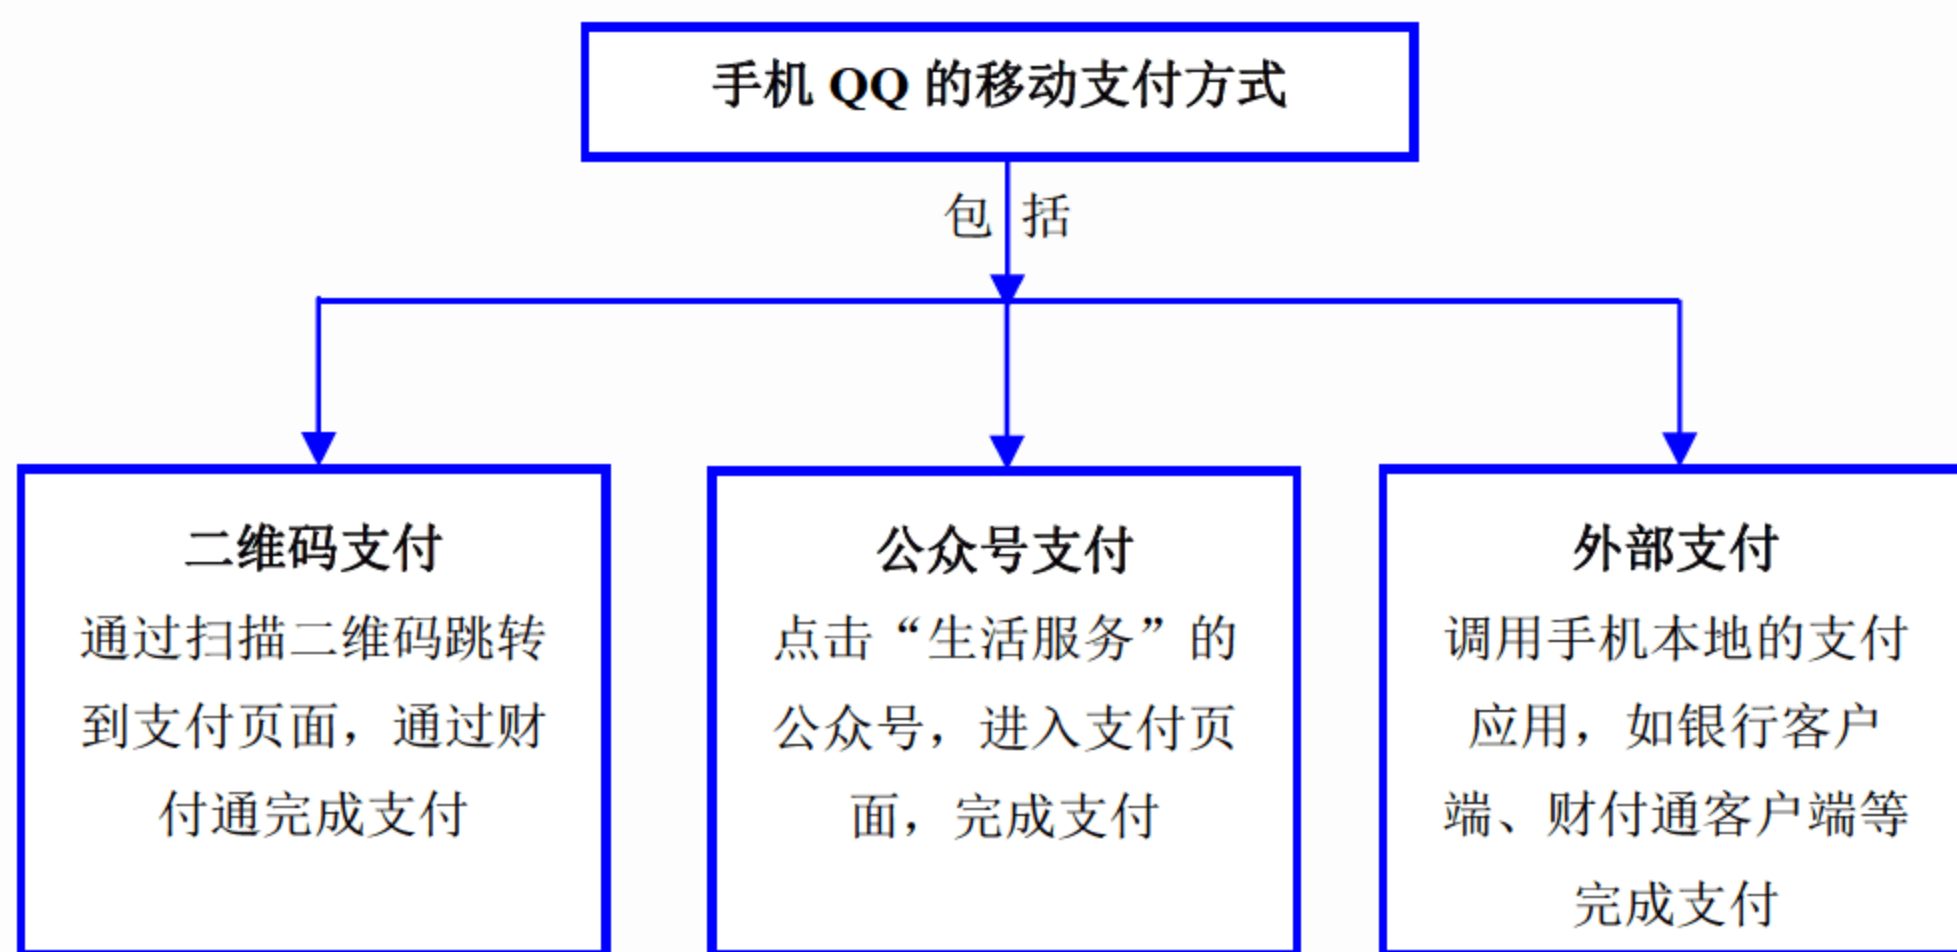 手机 QQ 的移动支付方式
包 括
二维码支付
通过扫描二维码跳转
到支付页面，通过财
付通完成支付
公众号支付
点击“生活服务”的
公众号，进入支付页
面，完成支付
外部支付
调用手机本地的支付
应用，如银行客户
端、财付通客户端等
完成支付